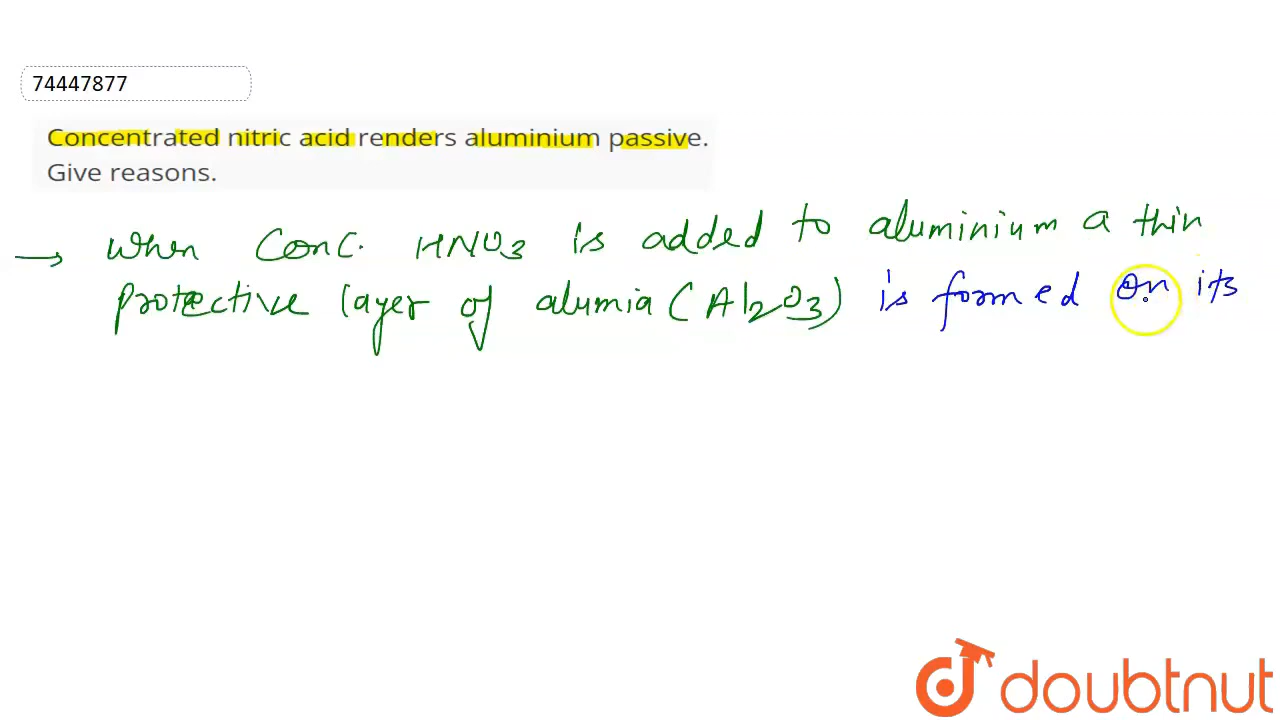 74447877
Concentrated nitric acid renders aluminium passive.
Give reasons.
→ when Conc. HNO3 is added to aluminium a thin
protective layer of alumia (Al2O3) is formed on its
doubtnut